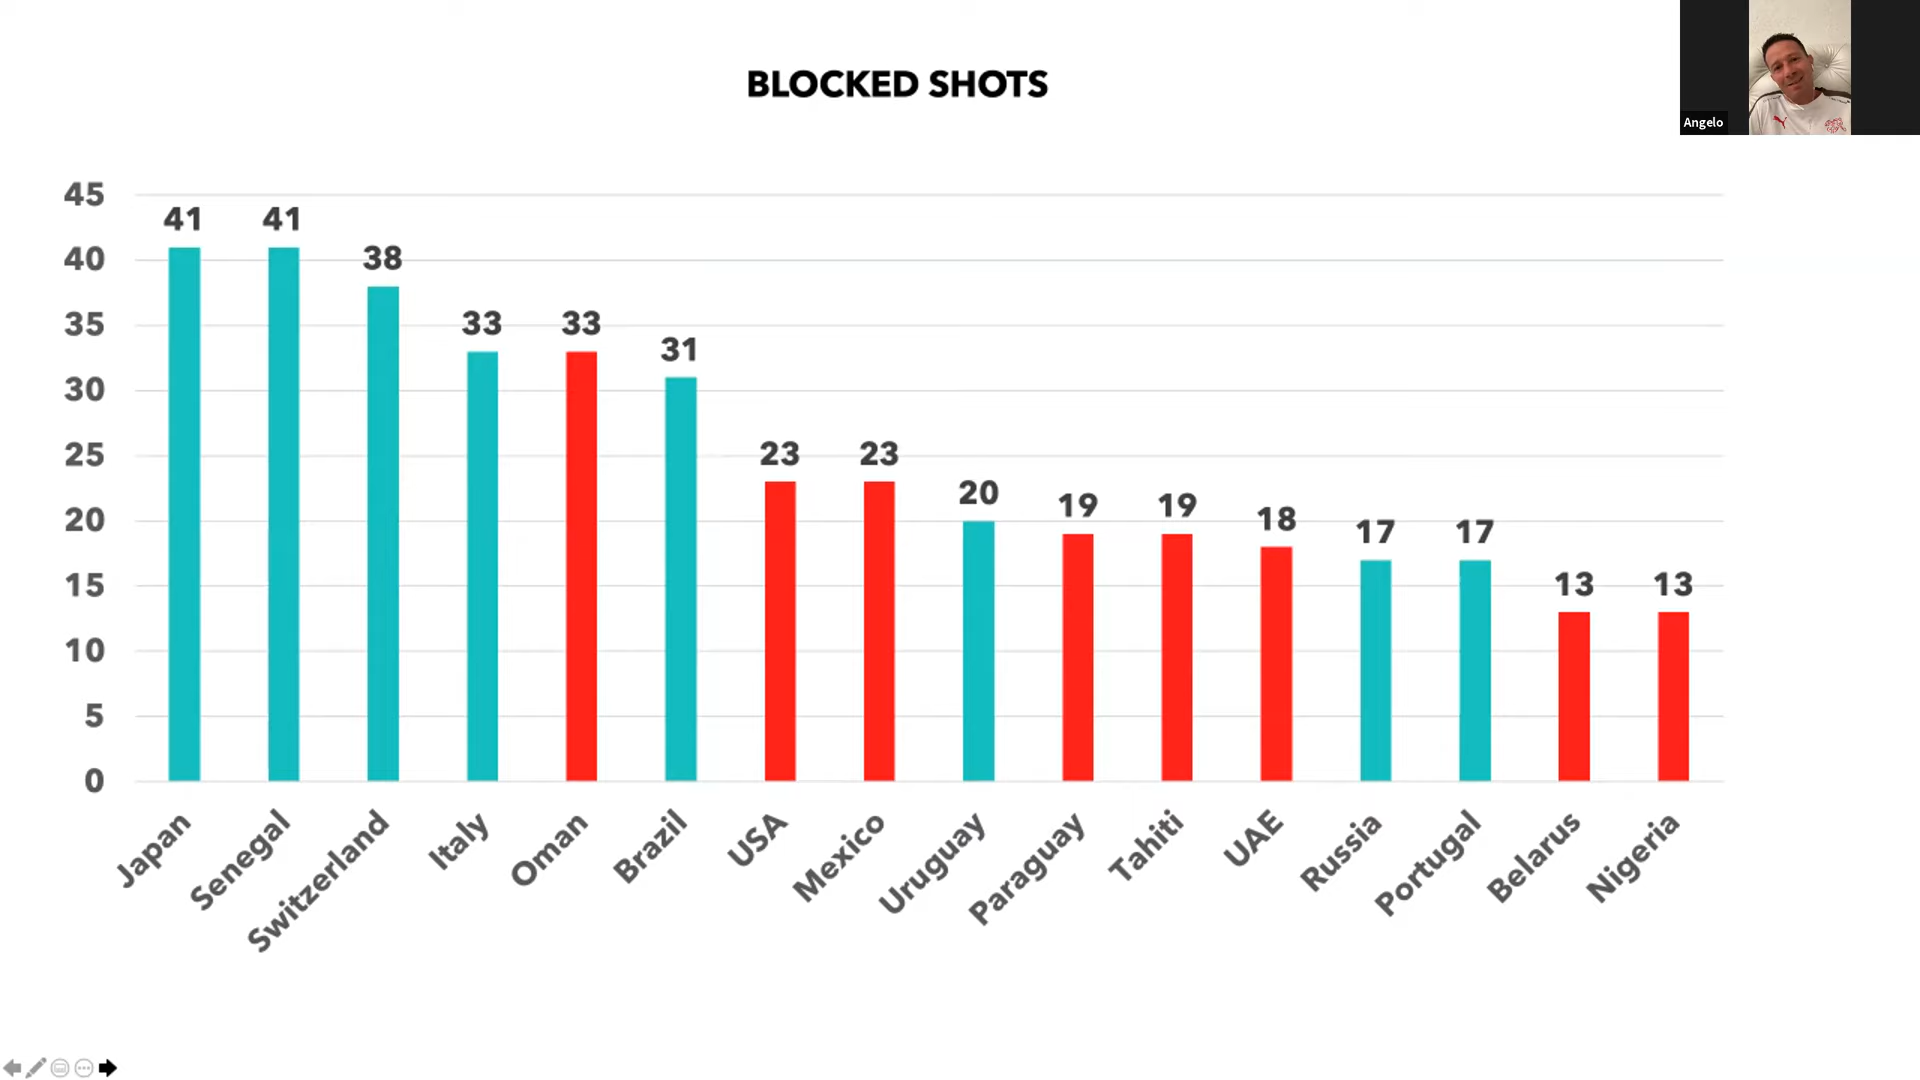 BLOCKED SHOTS
Angelo
45
40
35
30
25
20
15
10
5
0
41 41 38 33 33 31 23 23 20 19 19 18 17 17 13 13
Japan Senegal Switzerland Italy Oman Brazil USA Mexico Uruguay Paraguay Tahiti UAE Russia Portugal Belarus Nigeria